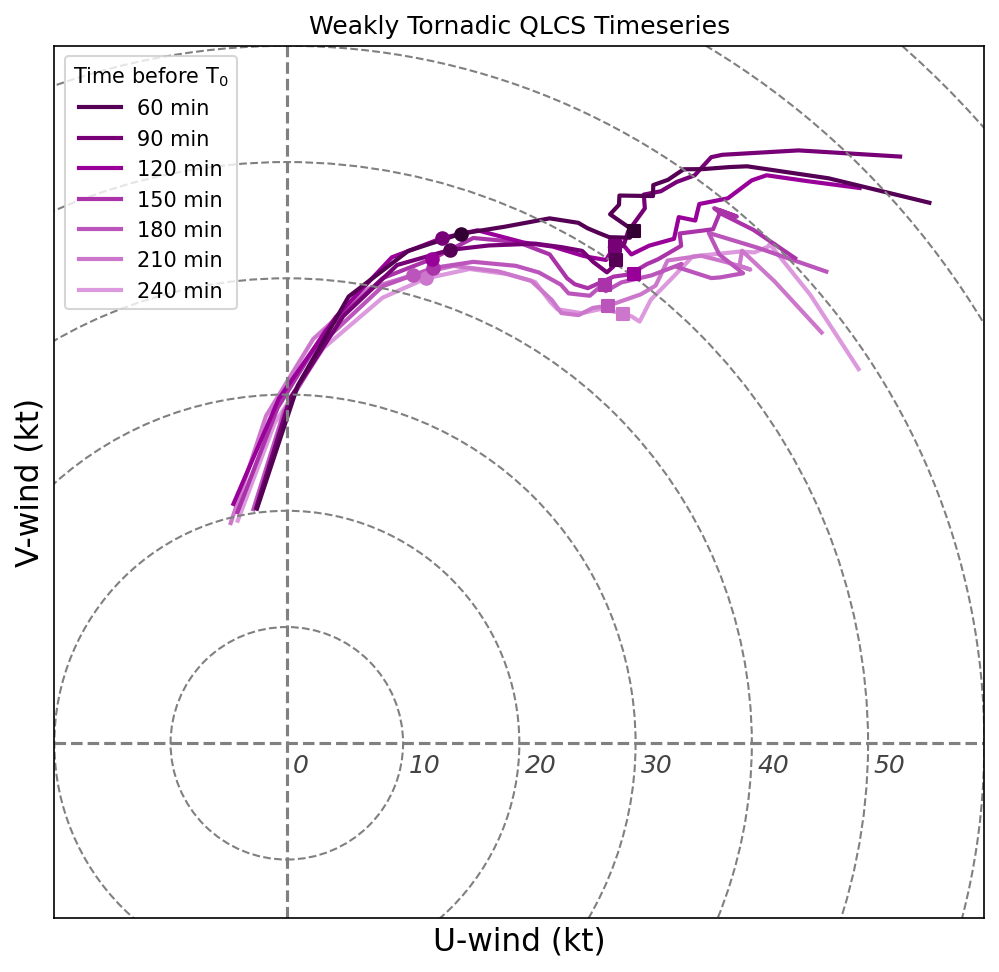 Weakly Tornadic QLCS Timeseries
Time before T₀
60 min
90 min
120 min
150 min
180 min
210 min
240 min
V-wind (kt)
0 10 20 30 40 50
U-wind (kt)